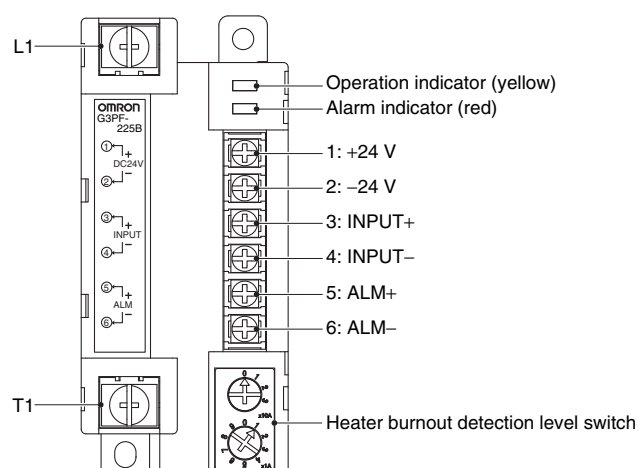 L1
Operation indicator (yellow)
Alarm indicator (red)
OMRON
G3PF-
225B
1 +
DC24V
2 −
3 +
INPUT
4 −
5 +
ALM
6 −
1: +24 V
2: −24 V
3: INPUT+
4: INPUT−
5: ALM+
6: ALM−
T1
0
x10A
Heater burnout detection level switch
0
x1A